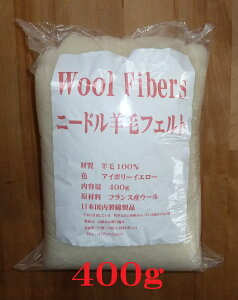 Wool Fibers
ニードル羊毛フェルト
材質 羊毛100%
色 アイボリーイエロー
内容量 400g
原材料 フランス産ウール
日本国内製綿製品
400g